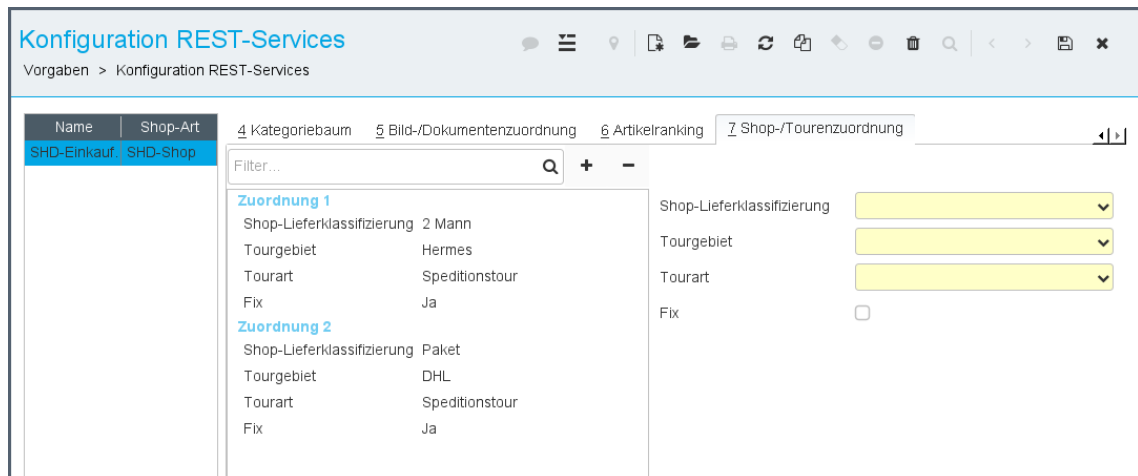 Konfiguration REST-Services
Vorgaben > Konfiguration REST-Services
Name Shop-Art
SHD-Einkauf. SHD-Shop
4 Kategoriebaum 5 Bild-/Dokumentenzuordnung 6 Artikelranking 7 Shop-/Tourenzuordnung
Filter...
Zuordnung 1
Shop-Lieferklassifizierung 2 Mann
Tourgebiet Hermes
Tourart Speditionstour
Fix Ja
Zuordnung 2
Shop-Lieferklassifizierung Paket
Tourgebiet DHL
Tourart Speditionstour
Fix Ja
Shop-Lieferklassifizierung
Tourgebiet
Tourart
Fix